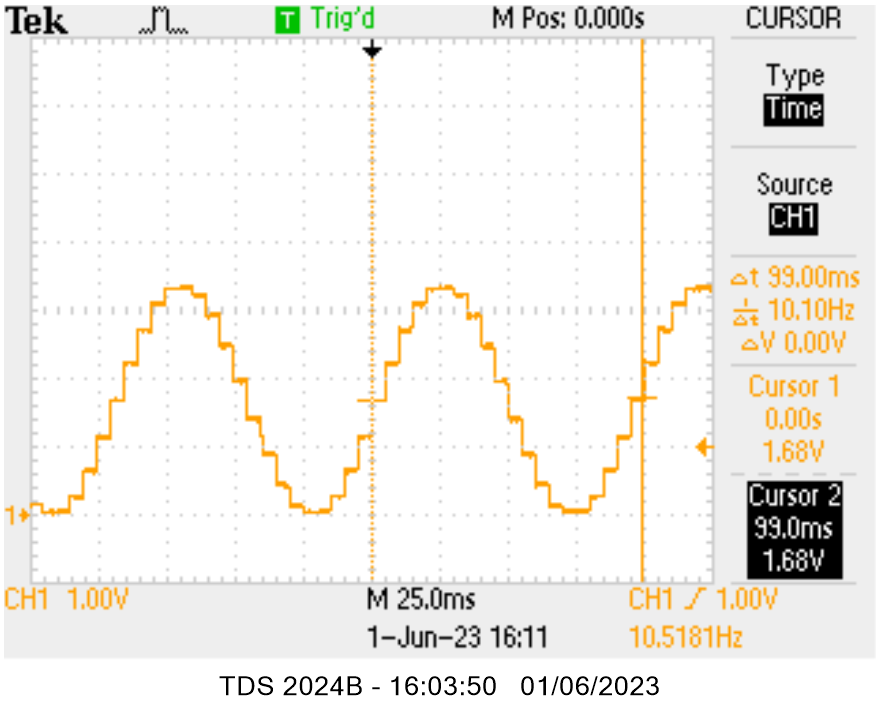 Tek T Trig'd M Pos: 0.000s CURSOR
Type
Time
Source
CH1
△t 99.00ms
1/△t 10.10Hz
△V 0.00V
Cursor 1
0.00s
1.68V
Cursor 2
99.0ms
1.68V
1
CH1 1.00V M 25.0ms CH1 1.00V
1-Jun-23 16:11 10.5181Hz
TDS 2024B - 16:03:50 01/06/2023